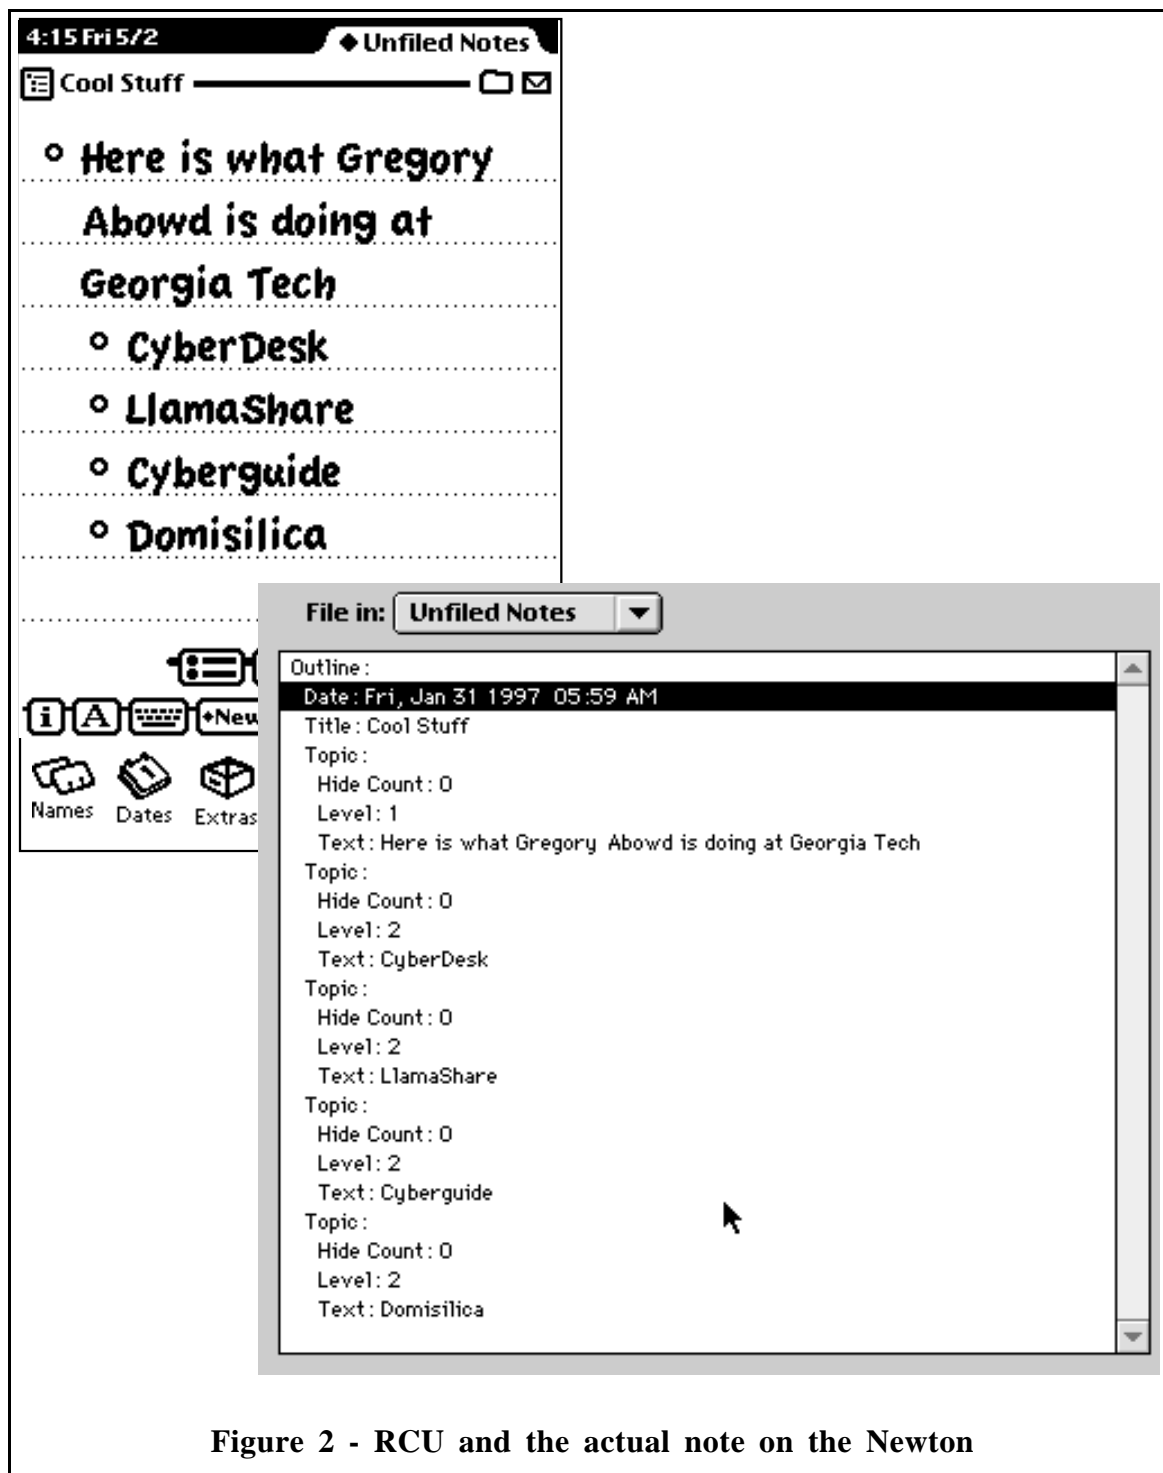 4:15 Fri 5/2
◆Unfiled Notes
Cool Stuff
Here is what Gregory
Abowd is doing at
Georgia Tech
CyberDesk
LlamaShare
Cyberguide
Domisilica
i A ◆New
Names Dates Extras
File in: Unfiled Notes
Outline:
Date: Fri, Jan 31 1997 05:59 AM
Title: Cool Stuff
Topic:
Hide Count: 0
Level: 1
Text: Here is what Gregory Abowd is doing at Georgia Tech
Topic:
Hide Count: 0
Level: 2
Text: CyberDesk
Topic:
Hide Count: 0
Level: 2
Text: LlamaShare
Topic:
Hide Count: 0
Level: 2
Text: Cyberguide
Topic:
Hide Count: 0
Level: 2
Text: Domisilica
Figure 2 - RCU and the actual note on the Newton